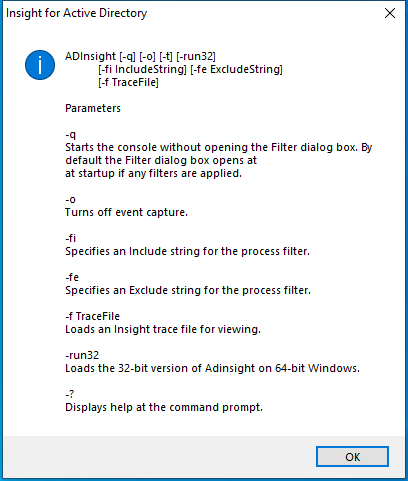 Insight for Active Directory
ADInsight [-q] [-o] [-t] [-run32]
[-fi IncludeString] [-fe ExcludeString]
[-f TraceFile]
Parameters
-q
Starts the console without opening the Filter dialog box. By
default the Filter dialog box opens at
at startup if any filters are applied.
-o
Turns off event capture.
-fi
Specifies an Include string for the process filter.
-fe
Specifies an Exclude string for the process filter.
-f TraceFile
Loads an Insight trace file for viewing.
-run32
Loads the 32-bit version of Adinsight on 64-bit Windows.
-?
Displays help at the command prompt.
OK